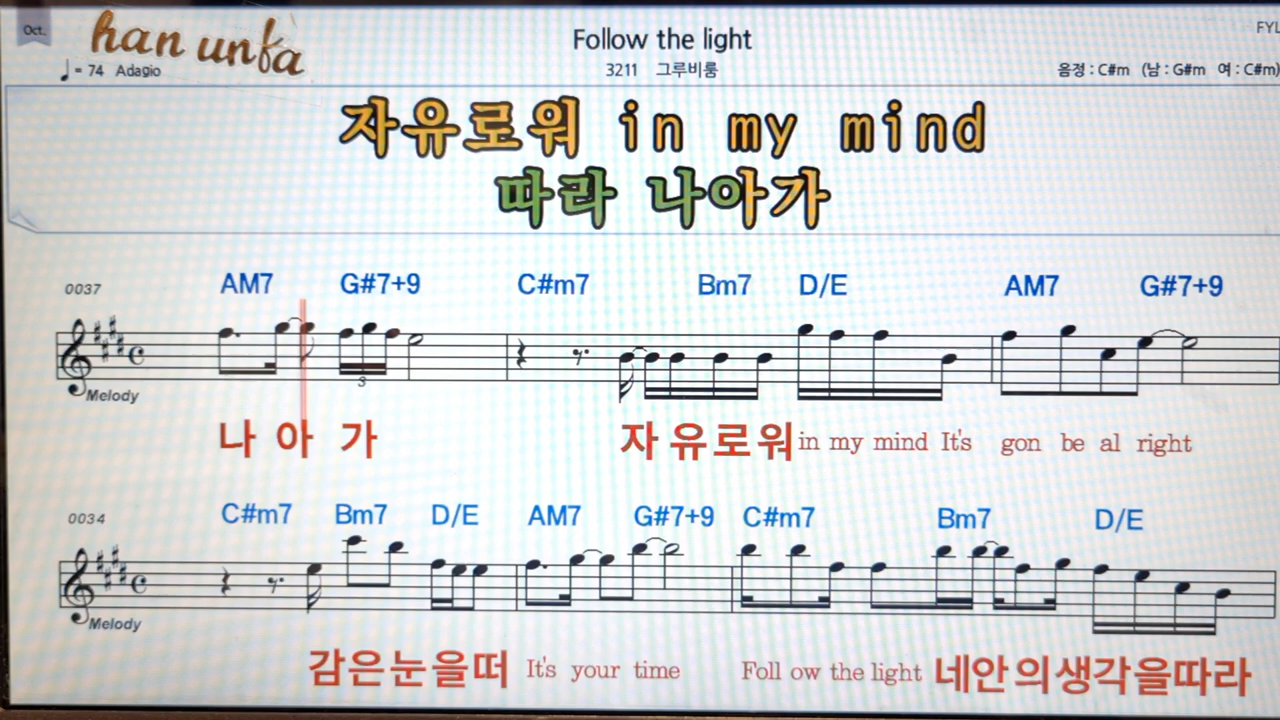 Oct.
han unfa
Follow the light
FYL
♩= 74 Adagio
3211 그루비룸
음정 : C#m (남 : G#m 여 : C#m)
자유로워 in my mind
따라 나아가
0037 AM7 G#7+9 C#m7 Bm7 D/E AM7 G#7+9
3
Melody
나 아 가 자 유로워 in my mind It's gon be al right
0034 C#m7 Bm7 D/E AM7 G#7+9 C#m7 Bm7 D/E
Melody
감은눈을떠 It's your time Foll ow the light 네안의생각을따라